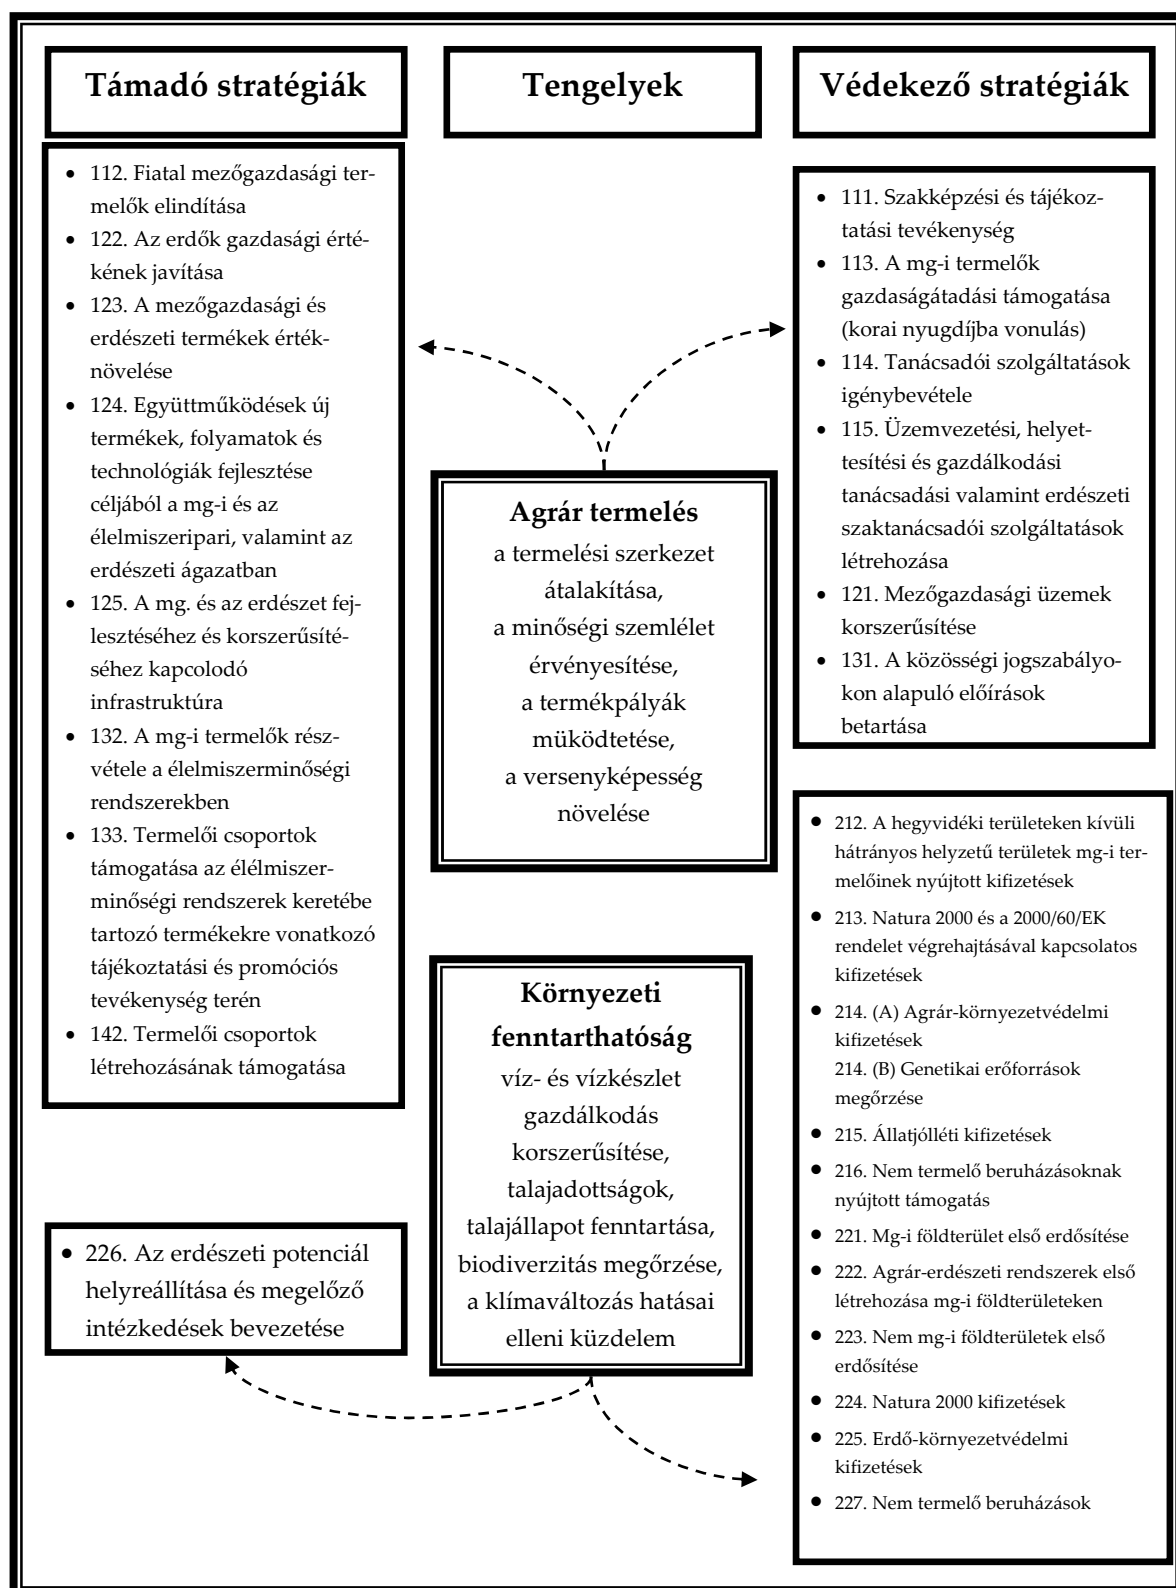 Támadó stratégiák
Tengelyek
Védekező stratégiák
• 112. Fiatal mezőgazdasági ter-
melők elindítása
• 122. Az erdők gazdasági érté-
kének javítása
• 123. A mezőgazdasági és
erdészeti termékek érték-
növelése
• 124. Együttműködések új
termékek, folyamatok és
technológiák fejlesztése
céljából a mg-i és az
élelmiszeripari, valamint az
erdészeti ágazatban
• 125. A mg. és az erdészet fej-
lesztéséhez és korszerűsíté-
séhez kapcolodó
infrastruktúra
• 132. A mg-i termelők rész-
vétele a élelmiszerminőségi
rendszerekben
• 133. Termelői csoportok
támogatása az élélmiszer-
minőségi rendszerek keretébe
tartozó termékekre vonatkozó
tájékoztatási és promóciós
tevékenység terén
• 142. Termelői csoportok
létrehozásának támogatása
Agrár termelés
a termelési szerkezet
átalakítása,
a minőségi szemlélet
érvényesítése,
a termékpályák
müködtetése,
a versenyképesség
növelése
• 111. Szakképzési és tájékoz-
tatási tevékenység
• 113. A mg-i termelők
gazdaságátadási támogatása
(korai nyugdíjba vonulás)
• 114. Tanácsadói szolgáltatások
igénybevétele
• 115. Üzemvezetési, helyet-
tesítési és gazdálkodási
tanácsadási valamint erdészeti
szaktanácsadói szolgáltatások
létrehozása
• 121. Mezőgazdasági üzemek
korszerűsítése
• 131. A közösségi jogszabályo-
kon alapuló előírások
betartása
• 226. Az erdészeti potenciál
helyreállítása és megelőző
intézkedések bevezetése
Környezeti
fenntarthatóság
víz- és vízkészlet
gazdálkodás
korszerűsítése,
talajadottságok,
talajállapot fenntartása,
biodiverzitás megőrzése,
a klímaváltozás hatásai
elleni küzdelem
• 212. A hegyvidéki területeken kívüli
hátrányos helyzetű területek mg-i ter-
melőinek nyújtott kifizetések
• 213. Natura 2000 és a 2000/60/EK
rendelet végrehajtásával kapcsolatos
kifizetések
• 214. (A) Agrár-környezetvédelmi
kifizetések
214. (B) Genetikai erőforrások
megőrzése
• 215. Állatjólléti kifizetések
• 216. Nem termelő beruházásoknak
nyújtott támogatás
• 221. Mg-i földterület első erdősítése
• 222. Agrár-erdészeti rendszerek első
létrehozása mg-i földterületeken
• 223. Nem mg-i földterületek első
erdősítése
• 224. Natura 2000 kifizetések
• 225. Erdő-környezetvédelmi
kifizetések
• 227. Nem termelő beruházások